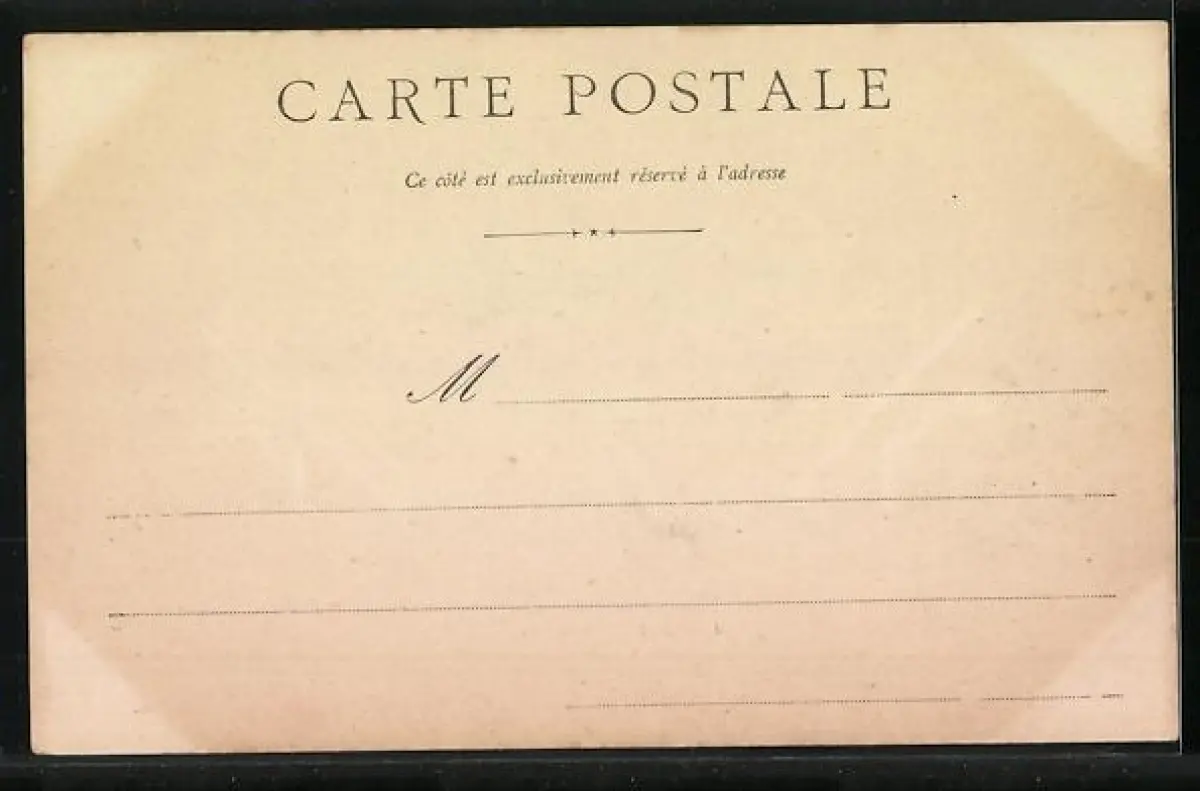 CARTE POSTALE
Ce côté est exclusivement réservé à l'adresse
M